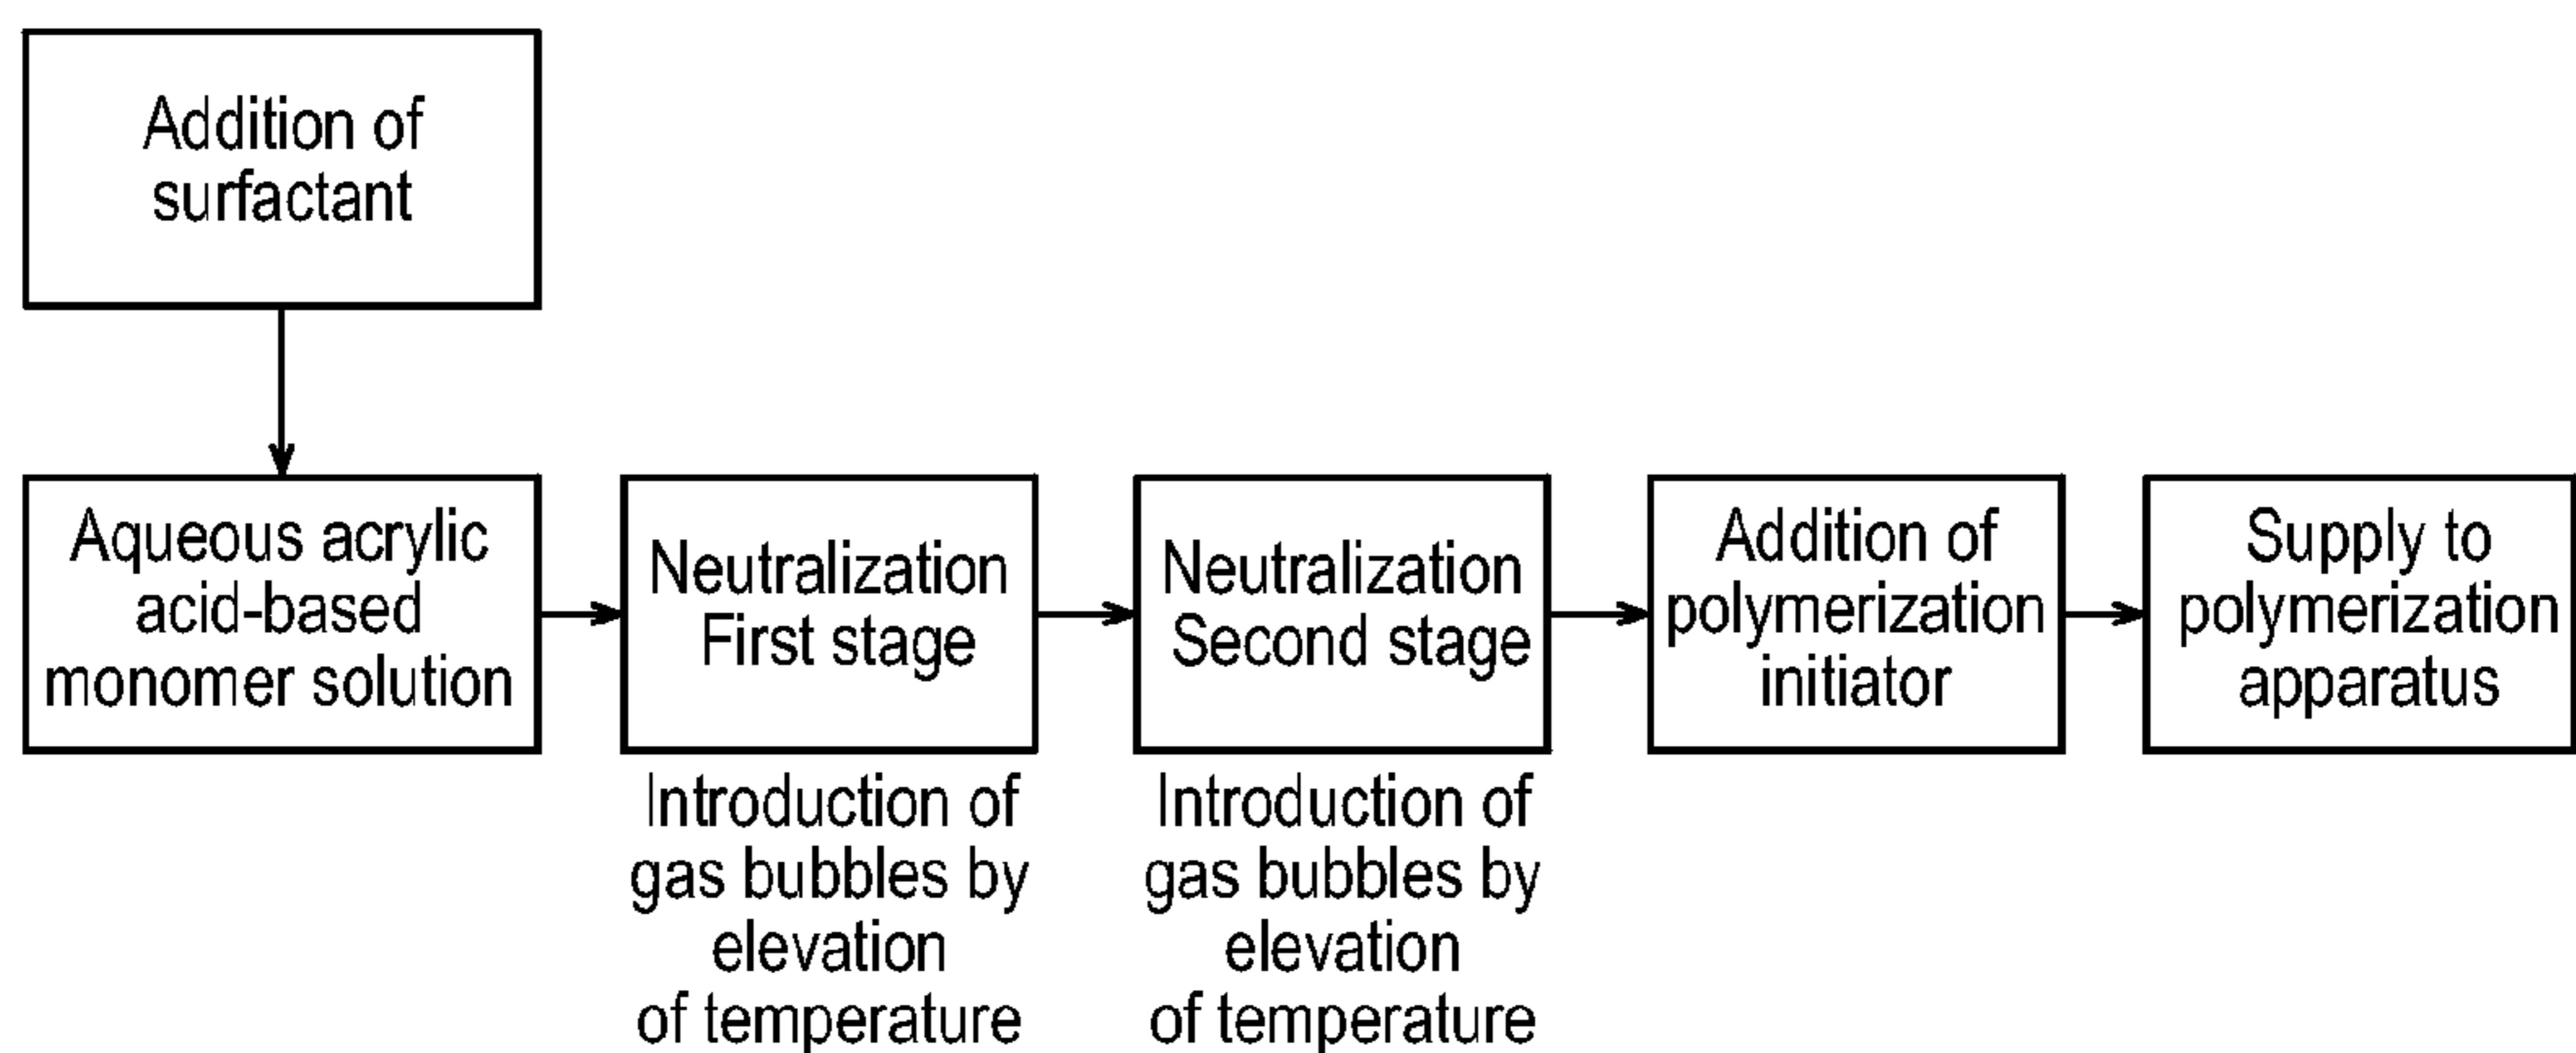 Addition of
surfactant
Aqueous acrylic
acid-based
monomer solution
Neutralization
First stage
Introduction of
gas bubbles by
elevation
of temperature
Neutralization
Second stage
Introduction of
gas bubbles by
elevation
of temperature
Addition of
polymerization
initiator
Supply to
polymerization
apparatus